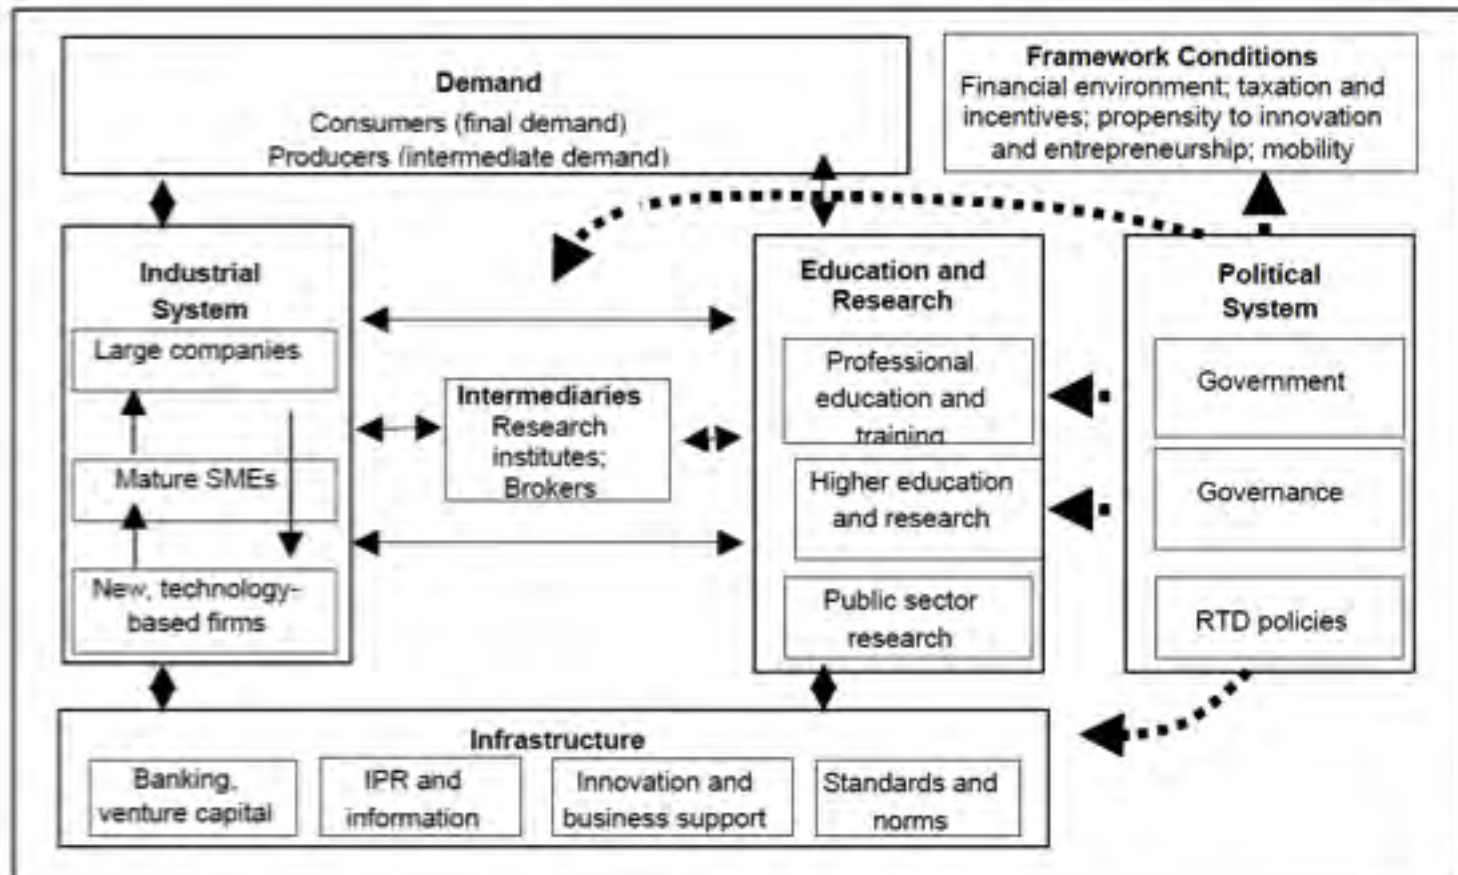 Demand
Consumers (final demand)
Producers (intermediate demand)
Framework Conditions
Financial environment; taxation and
incentives; propensity to innovation
and entrepreneurship; mobility
Industrial
System
Large companies
Mature SMEs
New, technology-
based firms
Intermediaries
Research
institutes;
Brokers
Education and
Research
Professional
education and
training
Higher education
and research
Public sector
research
Political
System
Government
Governance
RTD policies
Infrastructure
Banking,
venture capital
IPR and
information
Innovation and
business support
Standards and
norms